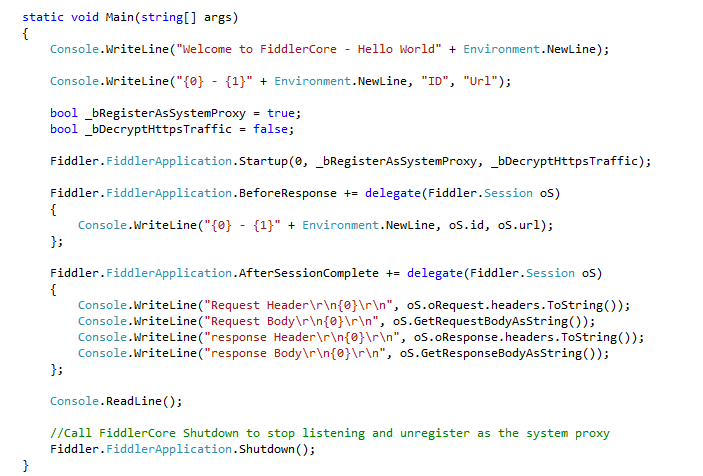 static void Main(string[] args)
{
    Console.WriteLine("Welcome to FiddlerCore - Hello World" + Environment.NewLine);

    Console.WriteLine("{0} - {1}" + Environment.NewLine, "ID", "Url");

    bool _bRegisterAsSystemProxy = true;
    bool _bDecryptHttpsTraffic = false;

    Fiddler.FiddlerApplication.Startup(0, _bRegisterAsSystemProxy, _bDecryptHttpsTraffic);

    Fiddler.FiddlerApplication.BeforeResponse += delegate(Fiddler.Session oS)
    {
        Console.WriteLine("{0} - {1}" + Environment.NewLine, oS.id, oS.url);
    };

    Fiddler.FiddlerApplication.AfterSessionComplete += delegate(Fiddler.Session oS)
    {
        Console.WriteLine("Request Header\r\n{0}\r\n", oS.oRequest.headers.ToString());
        Console.WriteLine("Request Body\r\n{0}\r\n", oS.GetRequestBodyAsString());
        Console.WriteLine("response Header\r\n{0}\r\n", oS.oResponse.headers.ToString());
        Console.WriteLine("response Body\r\n{0}\r\n", oS.GetResponseBodyAsString());
    };

    Console.ReadLine();

    //Call FiddlerCore Shutdown to stop listening and unregister as the system proxy
    Fiddler.FiddlerApplication.Shutdown();
}